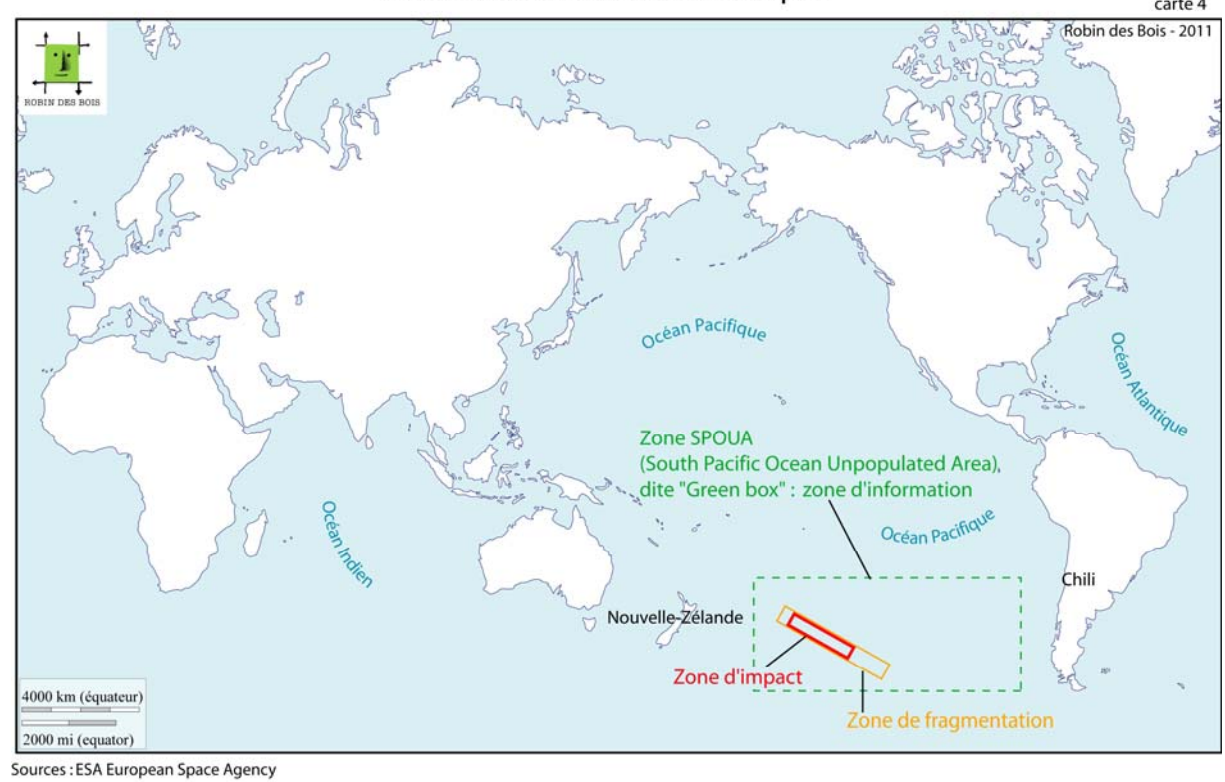 carte 4
Robin des Bois - 2011
ROBIN DES BOIS
Océan Pacifique
Océan Atlantique
Zone SPOUA
(South Pacific Ocean Unpopulated Area),
dite "Green box" : zone d'information
Océan Indien
Océan Pacifique
Chili
Nouvelle-Zélande
Zone d'impact
Zone de fragmentation
4000 km (équateur)
2000 mi (equator)
Sources : ESA European Space Agency